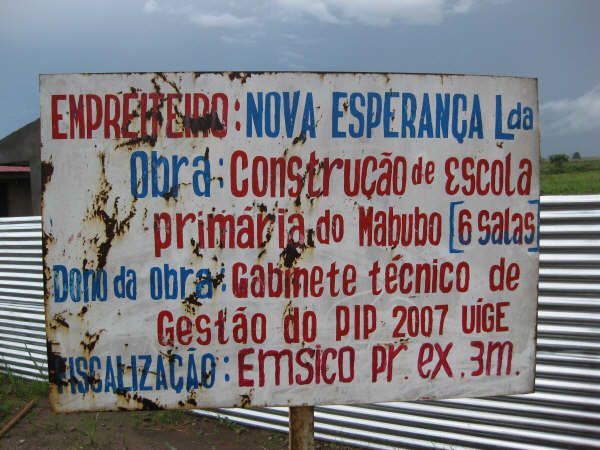 EMPREITEIRO: NOVA ESPERANÇA Lda
Obra: Construção de Escola
primária do Mabubo [6 salas]
Dono da obra: Gabinete técnico de
Gestão do PIP 2007 UÍGE
FISCALIZAÇÃO: Emsico pr. ex. 3m.